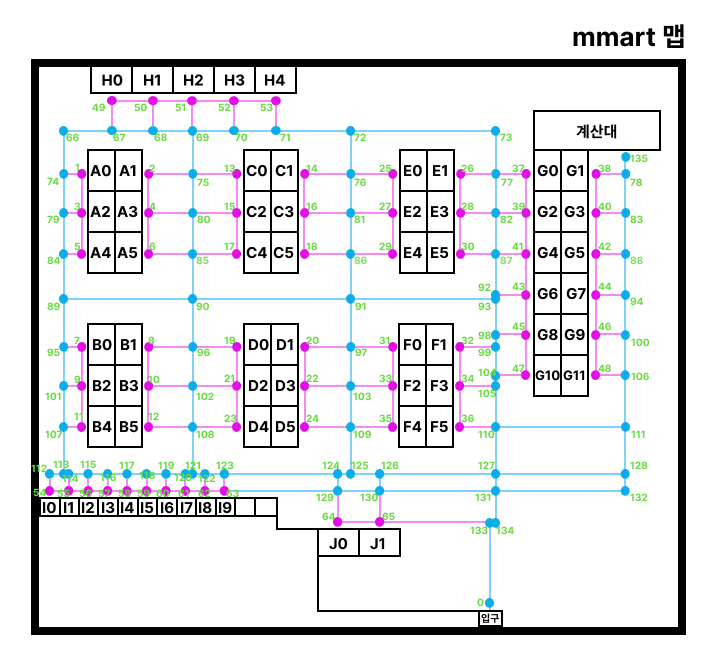 mmart 맵
H0 H1 H2 H3 H4
49 50 51 52 53
66 67 68 69 70 71 72 73
계산대
135
1 2 13 14 25 26 37 38
A0 A1 C0 C1 E0 E1 G0 G1
74 75 76 77 78
3 4 15 16 27 28 39 40
A2 A3 C2 C3 E2 E3 G2 G3
79 80 81 82 83
5 6 17 18 29 30 41 42
A4 A5 C4 C5 E4 E5 G4 G5
84 85 86 87 88
92 43 44
G6 G7
89 90 91 93 94
98 45 46
7 8 19 20 31 32
B0 B1 D0 D1 F0 F1 G8 G9
95 96 97 99 100
104 47 48
9 10 21 22 33 34
B2 B3 D2 D3 F2 F3 G10 G11
101 102 103 105 106
11 12 23 24 35 36
B4 B5 D4 D5 F4 F5
107 108 109 110 111
112 113 115 117 119 121 123 124 125 126 127 128
114 116 118 120 122
54 55 56 57 58 59 60 61 62 63 129 130 131 132
I0 I1 I2 I3 I4 I5 I6 I7 I8 I9
64 65
133 134
J0 J1
0
입구